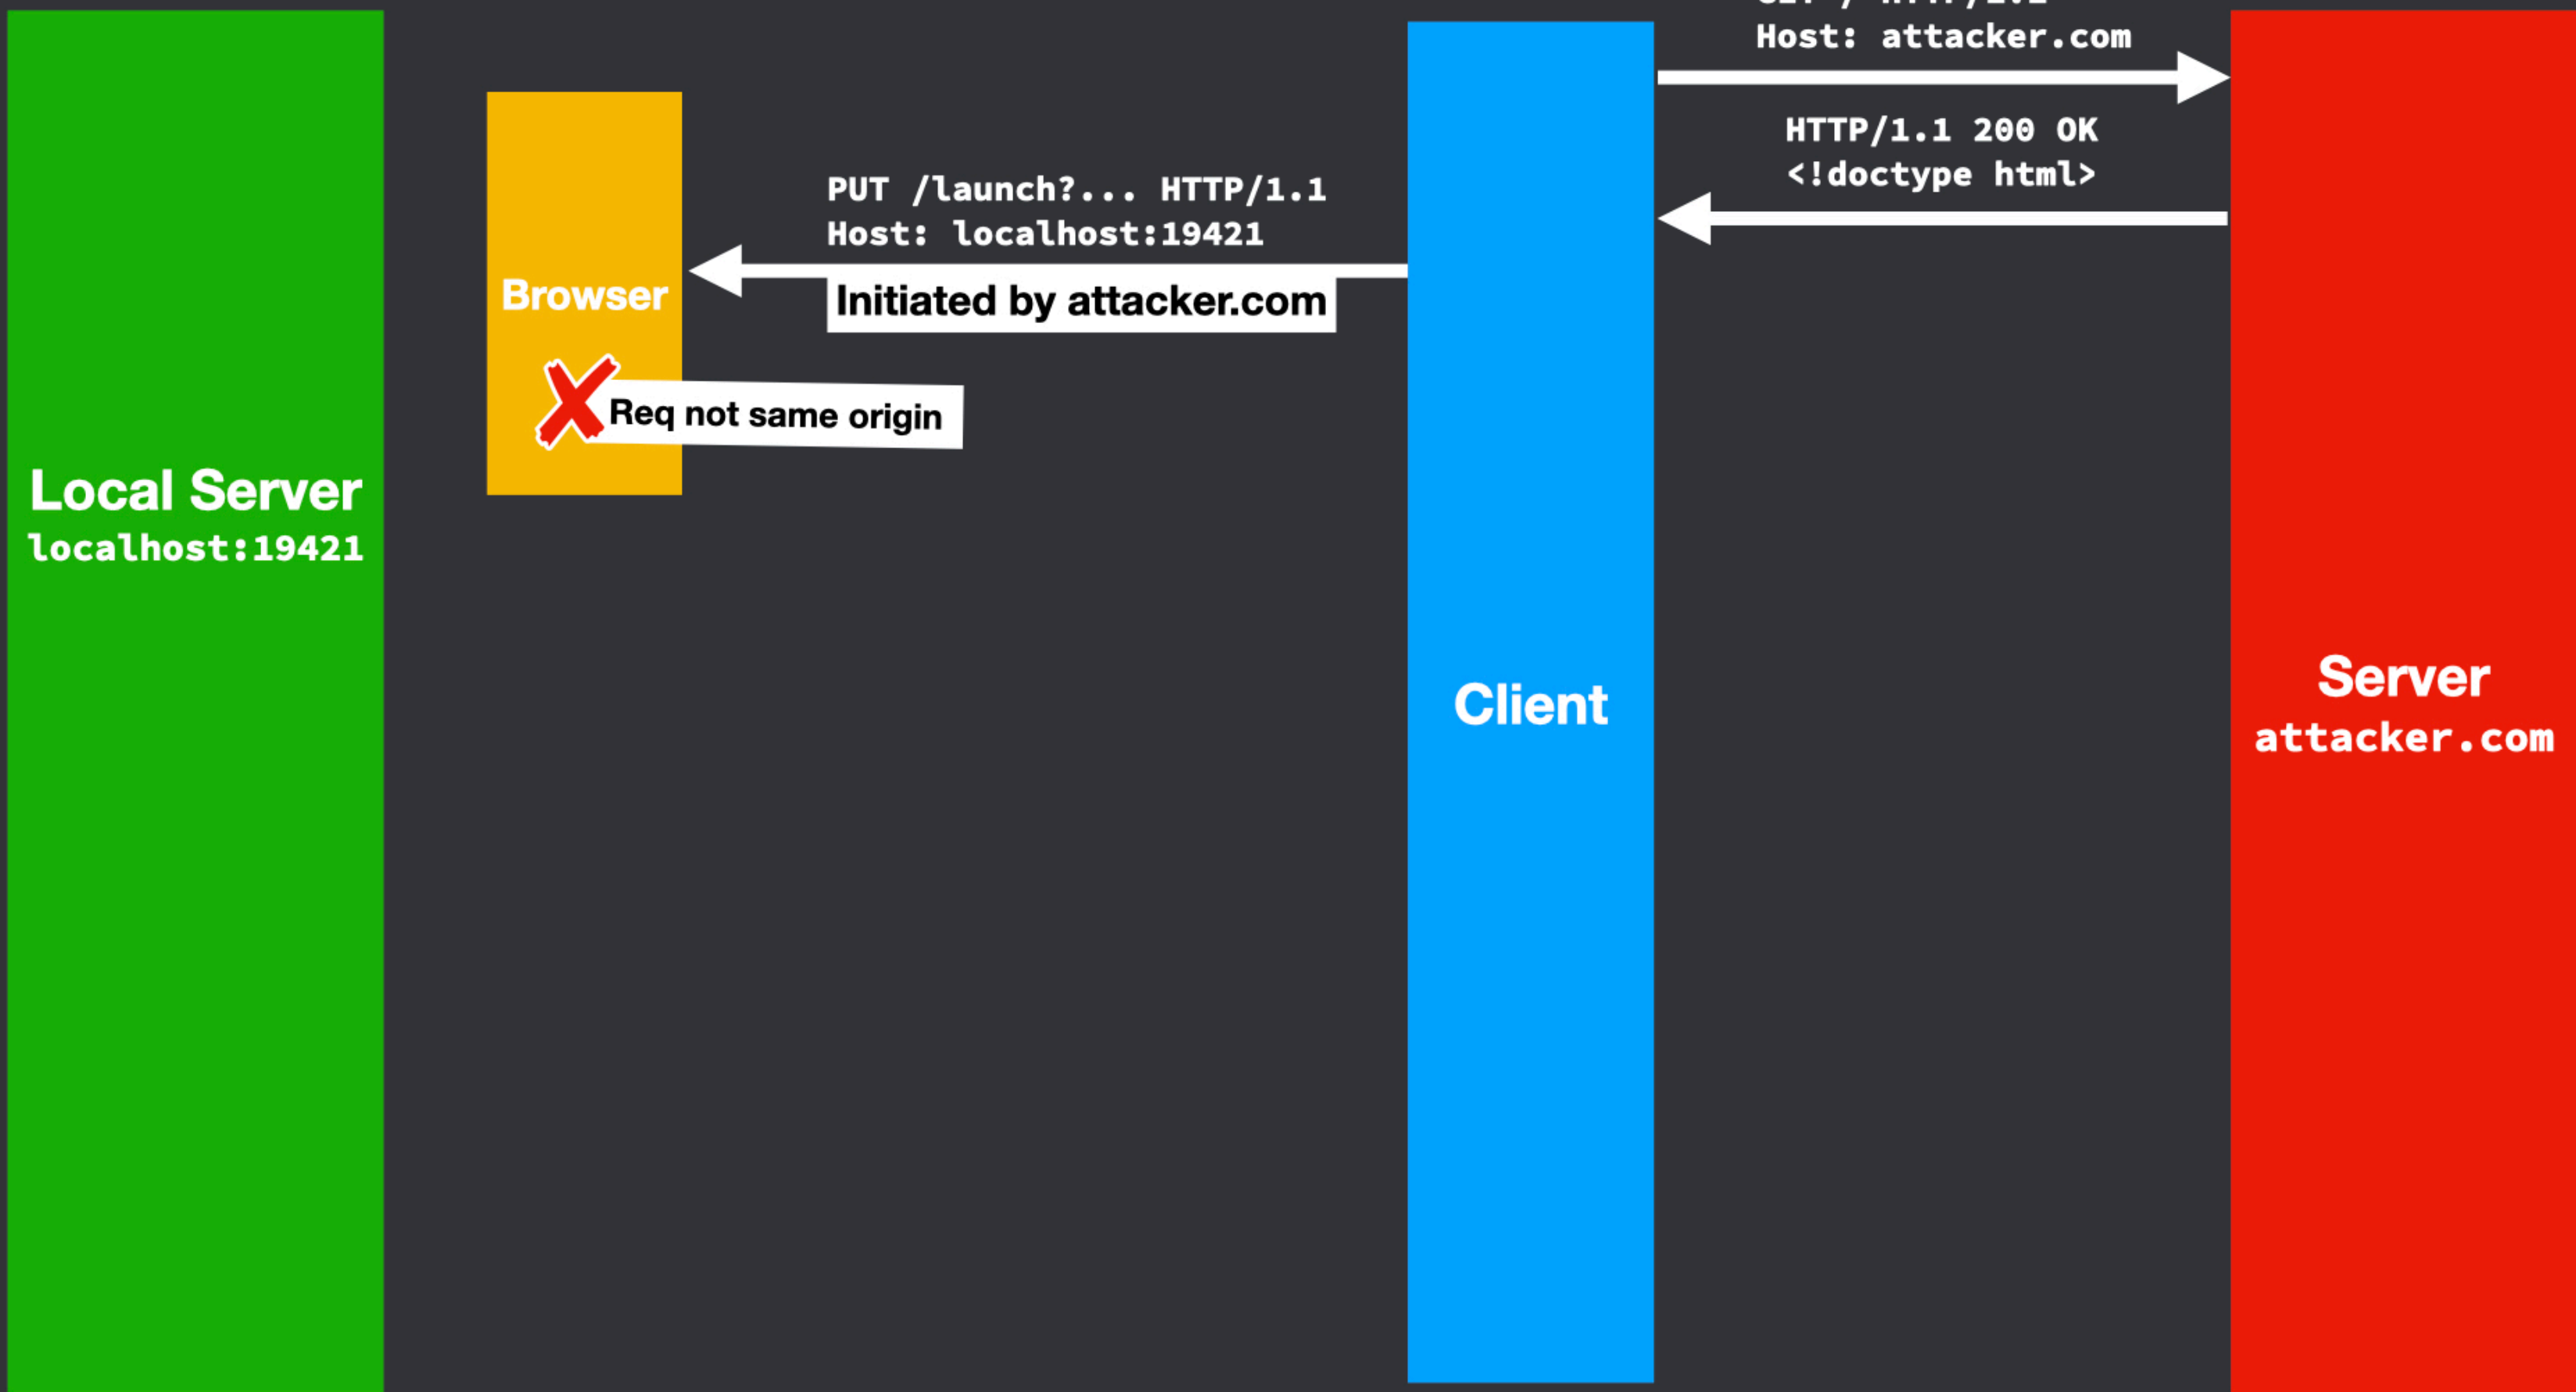 Host: attacker.com
HTTP/1.1 200 OK
<!doctype html>
PUT /launch?... HTTP/1.1
Host: localhost:19421
Initiated by attacker.com
Browser
Req not same origin
Local Server
localhost:19421
Client
Server
attacker.com